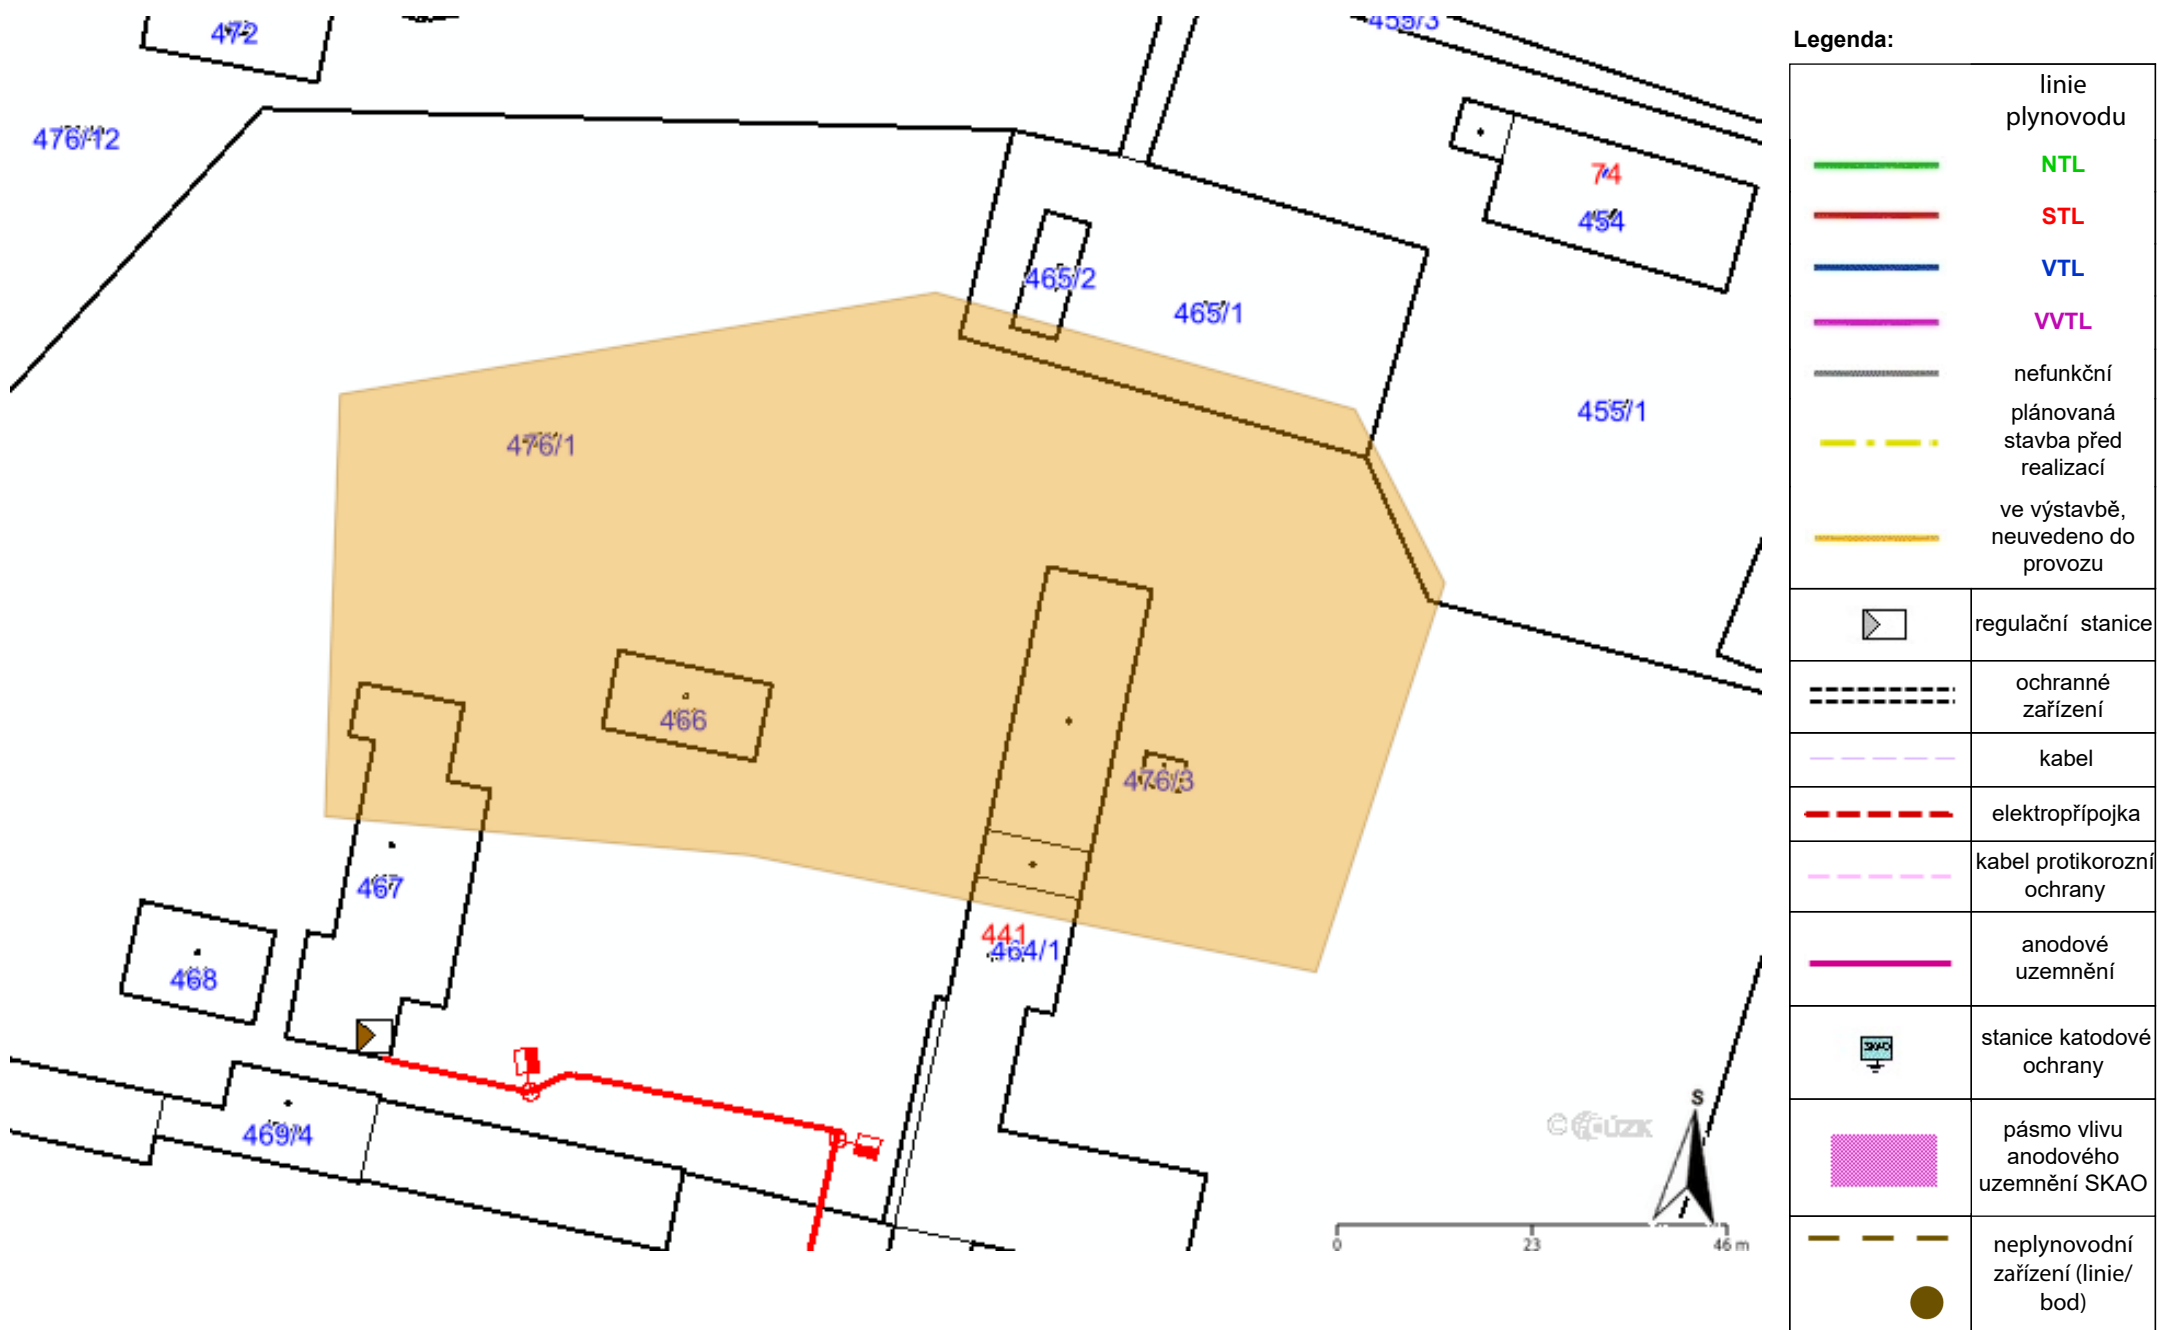 472
455/3
476/12
74
454
465/2
465/1
455/1
476/1
466
476/3
467
441
464/1
468
469/4
© ČÚZK
S
0 23 46 m
Legenda:
linie
plynovodu
NTL
STL
VTL
VVTL
nefunkční
plánovaná
stavba před
realizací
ve výstavbě,
neuvedeno do
provozu
regulační stanice
ochranné
zařízení
kabel
elektropřípojka
kabel protikorozní
ochrany
anodové
uzemnění
SKAO
stanice katodové
ochrany
pásmo vlivu
anodového
uzemnění SKAO
neplynovodní
zařízení (linie/
bod)